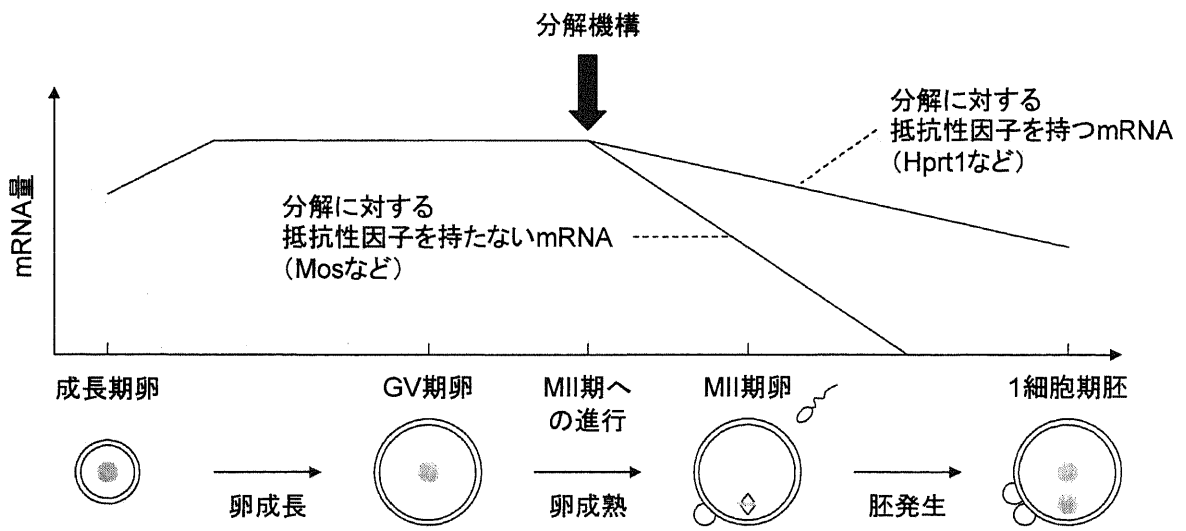 分解機構
分解に対する
抵抗性因子を持つmRNA
（Hprt1など）
mRNA量
分解に対する
抵抗性因子を持たないmRNA
（Mosなど）
成長期卵
GV期卵
MII期へ
の進行
MII期卵
1細胞期胚
卵成長
卵成熟
胚発生